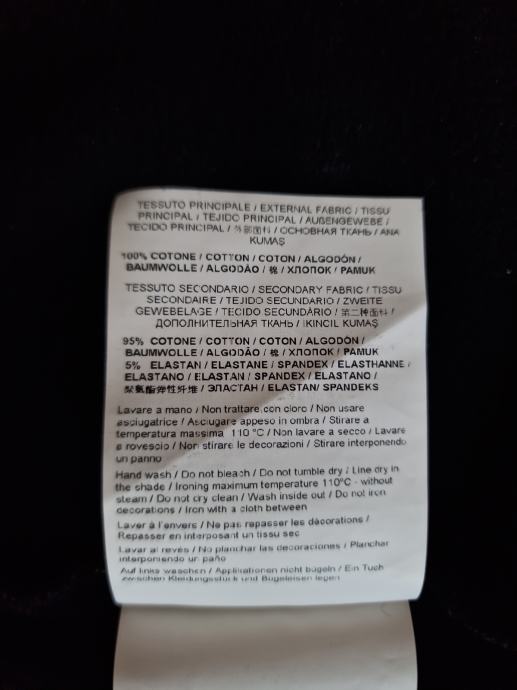 TESSUTO PRINCIPALE / EXTERNAL FABRIC / TISSU
PRINCIPAL / TEJIDO PRINCIPAL / AUßENGEWEBE /
TECIDO PRINCIPAL / 外部面料 / ОСНОВНАЯ ТКАНЬ / ANA
KUMAŞ
100% COTONE / COTTON / COTON / ALGODÓN /
BAUMWOLLE / ALGODÃO / 棉 / ХЛОПОК / PAMUK
TESSUTO SECONDARIO / SECONDARY FABRIC / TISSU
SECONDAIRE / TEJIDO SECUNDARIO / ZWEITE
GEWEBELAGE / TECIDO SECUNDÁRIO / 第二种面料 /
ДОПОЛНИТЕЛЬНАЯ ТКАНЬ / IKINCIL KUMAŞ
95% COTONE / COTTON / COTON / ALGODÓN /
BAUMWOLLE / ALGODÃO / 棉 / ХЛОПОК / PAMUK
5% ELASTAN / ELASTANE / SPANDEX / ELASTHANNE /
ELASTANO / ELASTAN / SPANDEX / ELASTANO /
聚氨酯弹性纤维 / ЭЛАСТАН / ELASTAN/ SPANDEKS
Lavare a mano / Non trattare con cloro / Non usare
asciugatrice / Asciugare appeso in ombra / Stirare a
temperatura massima 110 °C / Non lavare a secco / Lavare
a rovescio / Non stirare le decorazioni / Stirare interponendo
un panno
Hand wash / Do not bleach / Do not tumble dry / Line dry in
the shade / Ironing maximum temperature 110°C - without
steam / Do not dry clean / Wash inside out / Do not iron
decorations / Iron with a cloth between
Laver à l'envers / Ne pas repasser les décorations /
Repasser en interposant un tissu sec
Lavar al revés / No planchar las decoraciones / Planchar
interponiendo un paño
Auf links waschen / Applikationen nicht bügeln / Ein Tuch
zwischen Kleidungsstück und Bügeleisen legen